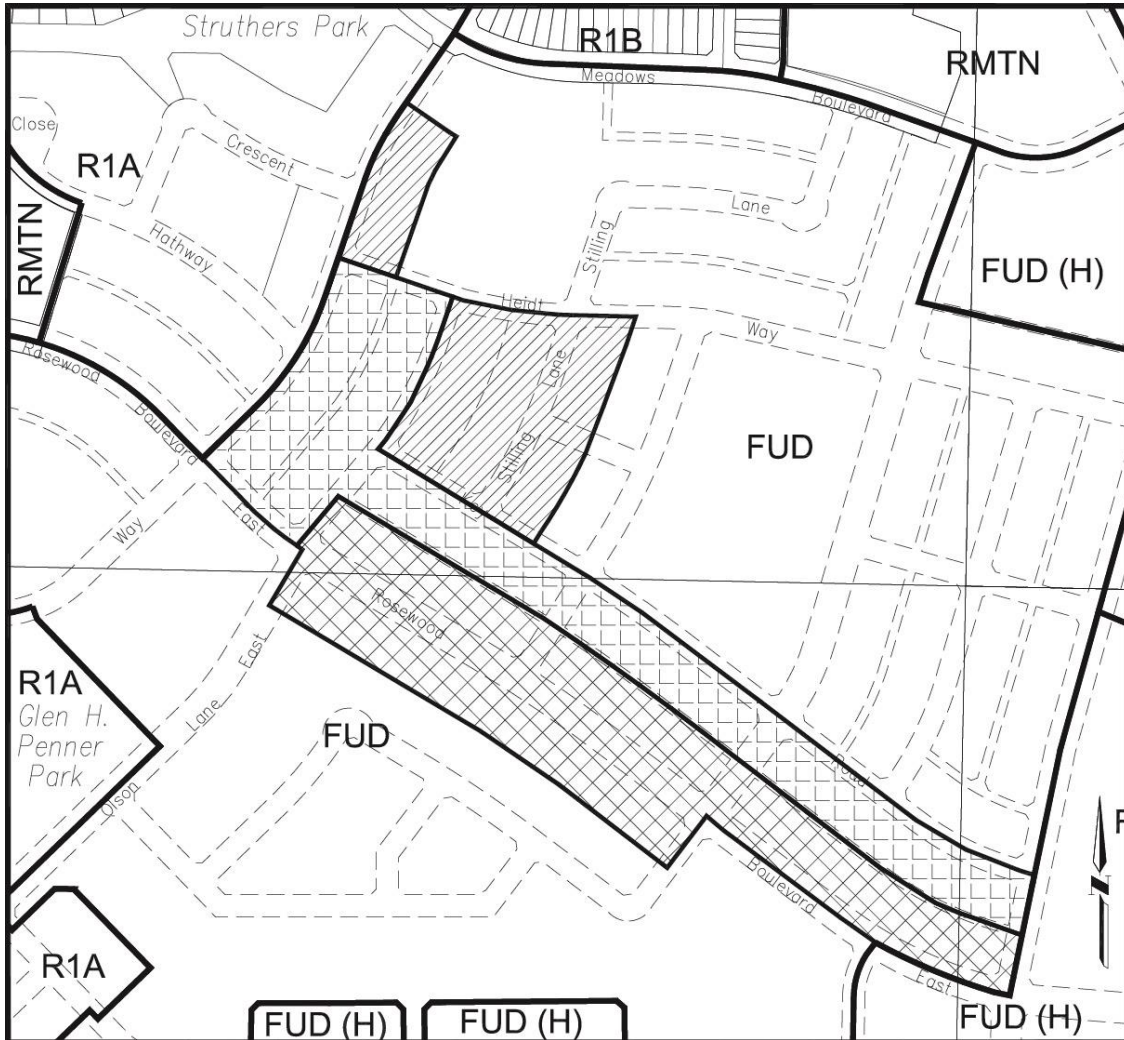 Struthers Park
R1B
RMTN
Meadows
Boulevard
Close
Crescent
R1A
Lane
RMTN
Hathway
Stilling
FUD (H)
Heidt
Way
Rosewood
Lane
Boulevard
Stilling
FUD
East
Way
Rosewood
East
R1A
Glen H.
Penner
Park
Lane
FUD
Road
Olson
N
Boulevard
R1A
East
FUD (H)
FUD (H)
FUD (H)